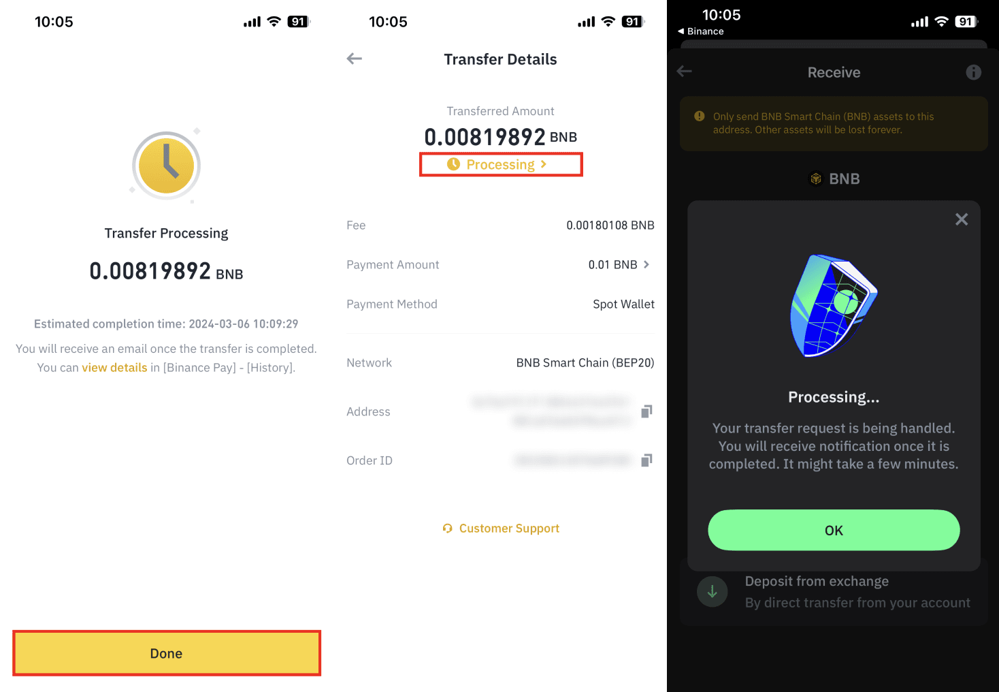 10:05
91
Transfer Processing
0.00819892 BNB
Estimated completion time: 2024-03-06 10:09:29
You will receive an email once the transfer is completed.
You can view details in [Binance Pay] - [History].
Done
10:05
91
Transfer Details
Transferred Amount
0.00819892 BNB
Processing
Fee
0.00180108 BNB
Payment Amount
0.01 BNB
Payment Method
Spot Wallet
Network
BNB Smart Chain (BEP20)
Address
Order ID
Customer Support
10:05
91
Binance
Receive
Only send BNB Smart Chain (BNB) assets to this
address. Other assets will be lost forever.
BNB
Processing...
Your transfer request is being handled.
You will receive notification once it is
completed. It might take a few minutes.
OK
Deposit from exchange
By direct transfer from your account